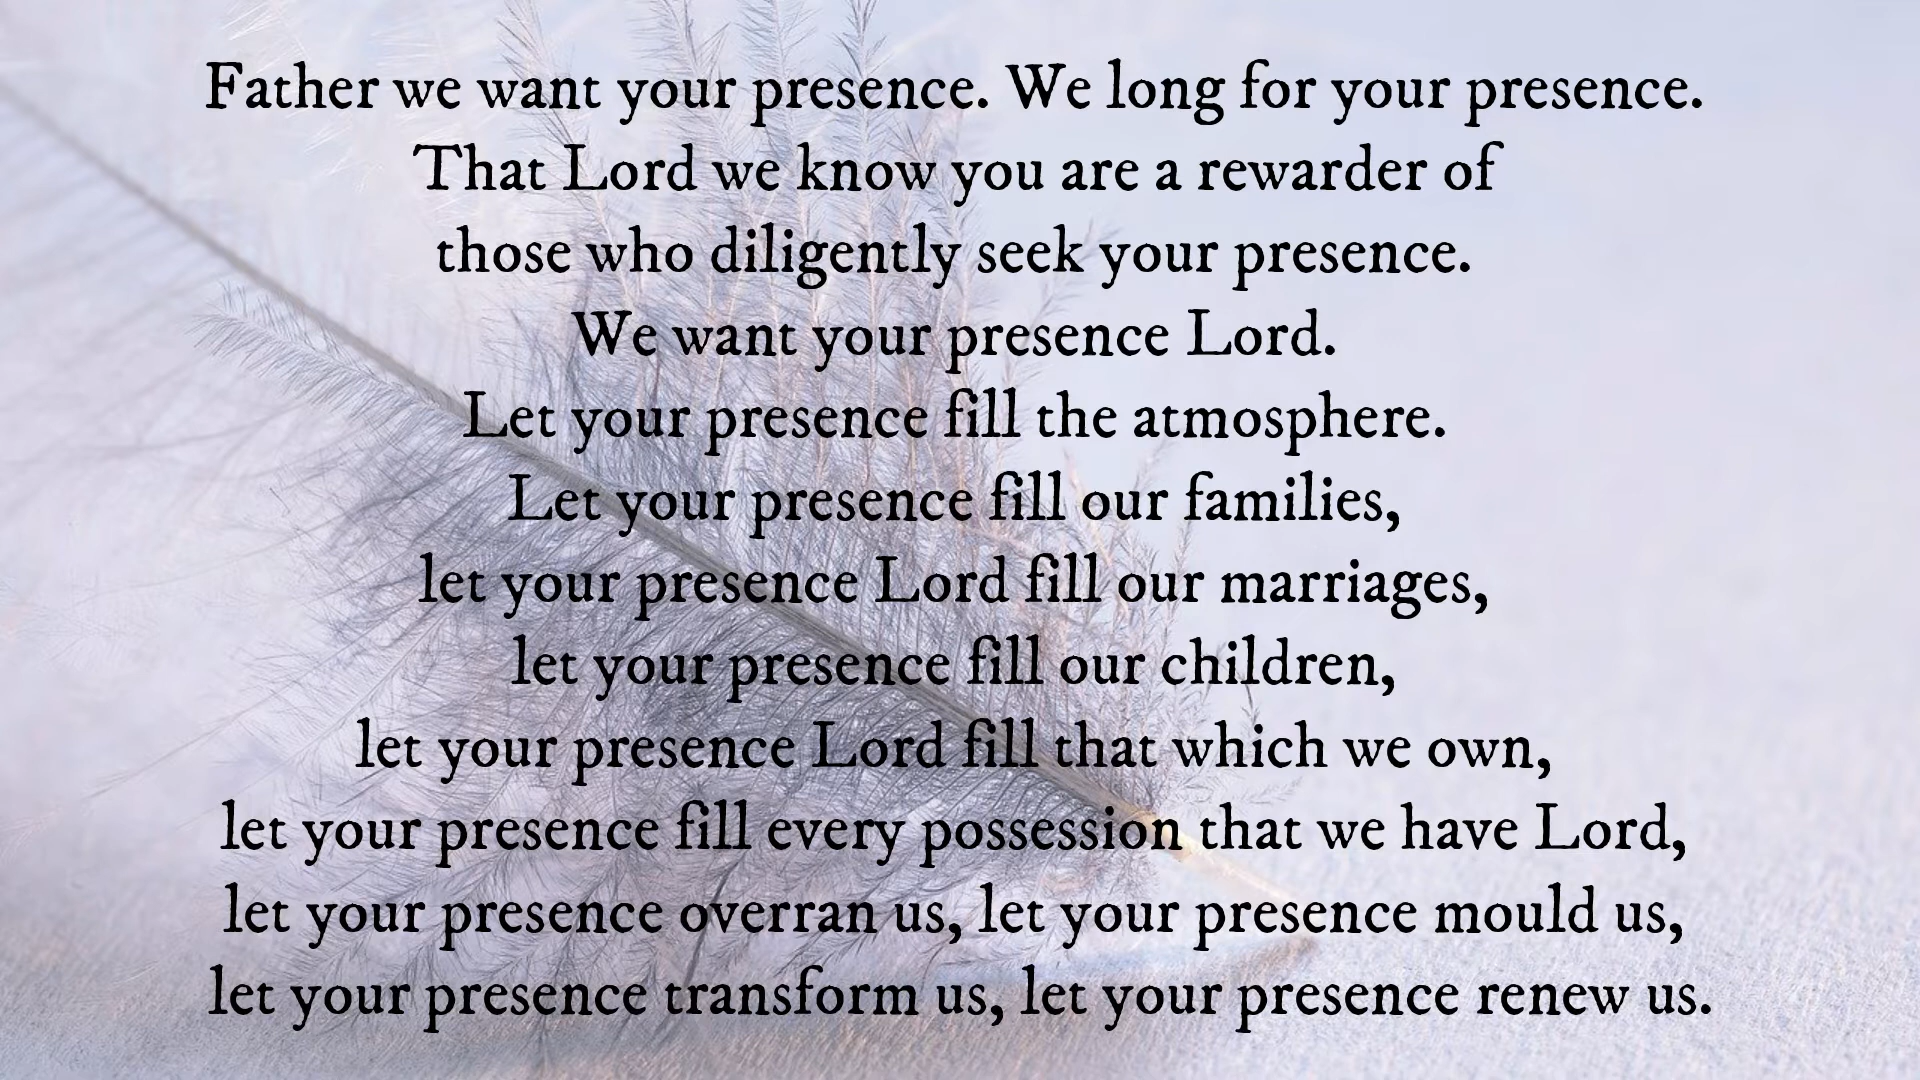 Father we want your presence. We long for your presence.
That Lord we know you are a rewarder of
those who diligently seek your presence.
We want your presence Lord.
Let your presence fill the atmosphere.
Let your presence fill our families,
let your presence Lord fill our marriages,
let your presence fill our children,
let your presence Lord fill that which we own,
let your presence fill every possession that we have Lord,
let your presence overran us, let your presence mould us,
let your presence transform us, let your presence renew us.